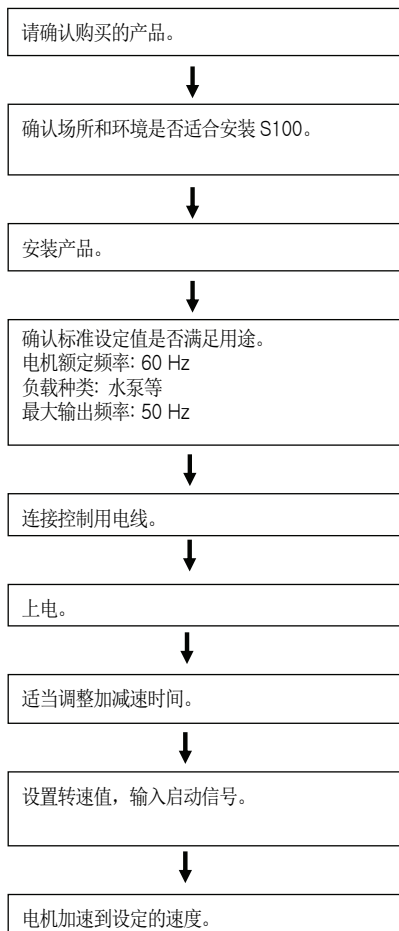 请确认购买的产品。
确认场所和环境是否适合安装 S100。
安装产品。
确认标准设定值是否满足用途。
电机额定频率: 60 Hz
负载种类: 水泵等
最大输出频率: 50 Hz
连接控制用电线。
上电。
适当调整加减速时间。
设置转速值，输入启动信号。
电机加速到设定的速度。